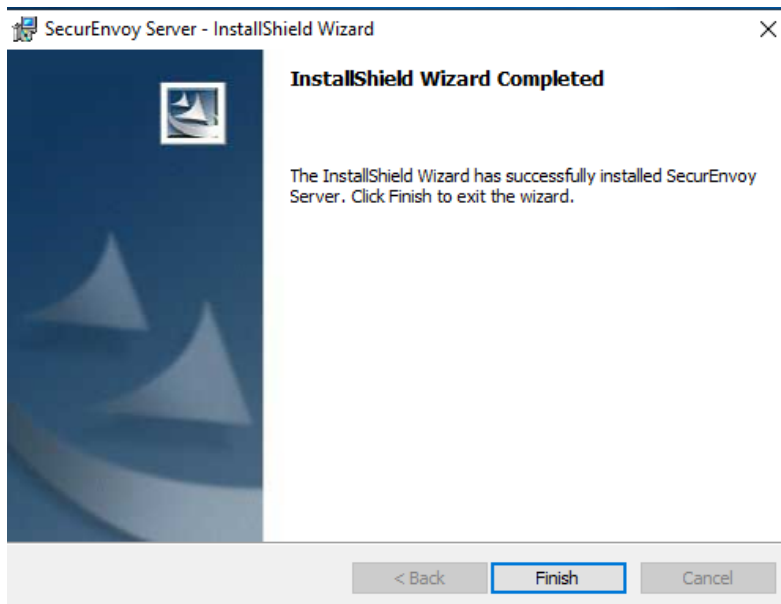 SecurEnvoy Server - InstallShield Wizard
InstallShield Wizard Completed
The InstallShield Wizard has successfully installed SecurEnvoy
Server. Click Finish to exit the wizard.
< Back
Finish
Cancel